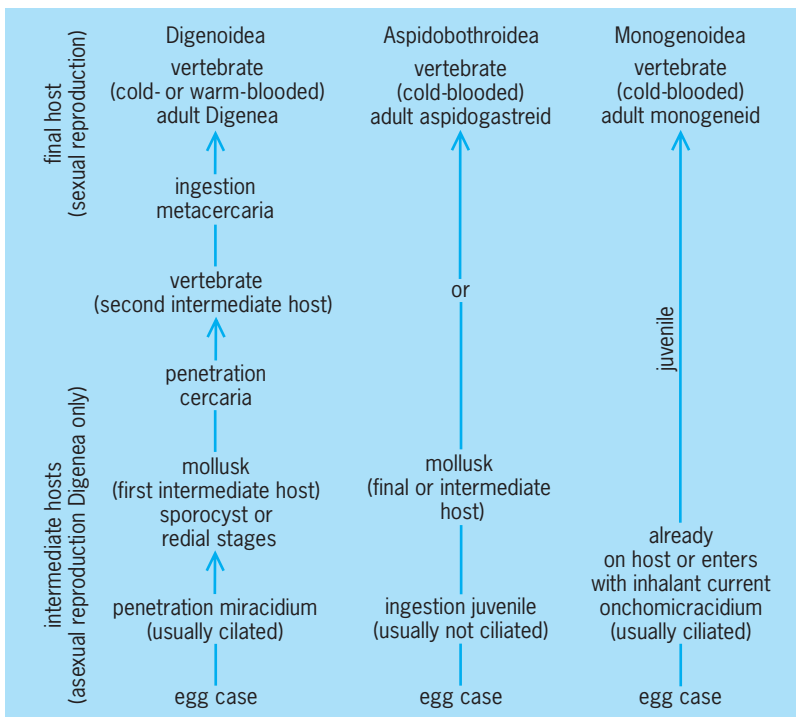 final host
(sexual reproduction)
intermediate hosts
(asexual reproduction Digenea only)
Digenoidea
vertebrate
(cold- or warm-blooded)
adult Digenea
ingestion
metacercaria
vertebrate
(second intermediate host)
penetration
cercaria
mollusk
(first intermediate host)
sporocyst or
redial stages
penetration miracidium
(usually cilated)
egg case
Aspidobothroidea
vertebrate
(cold-blooded)
adult aspidogastreid
or
mollusk
(final or intermediate
host)
ingestion juvenile
(usually not ciliated)
egg case
Monogenoidea
vertebrate
(cold-blooded)
adult monogeneid
juvenile
already
on host or enters
with inhalant current
onchomicracidium
(usually ciliated)
egg case